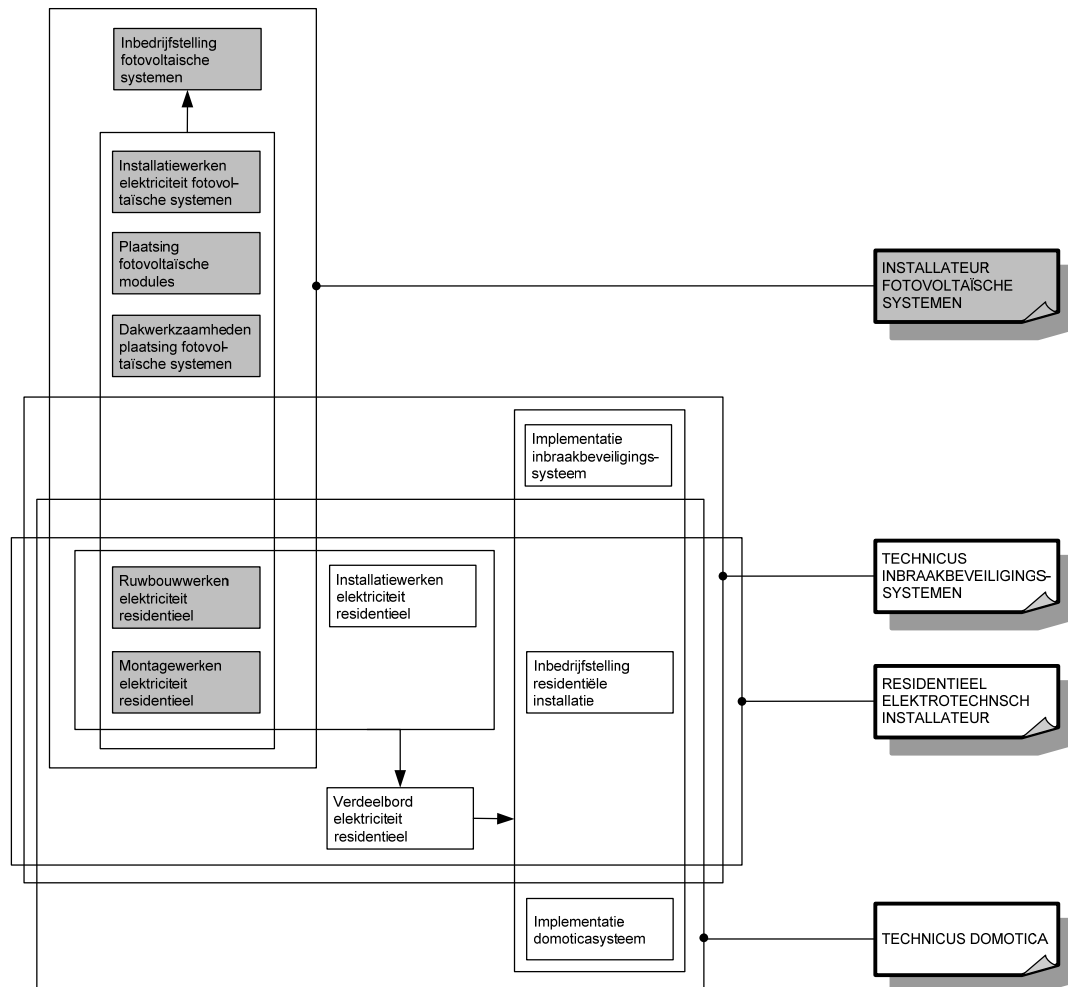 Inbedrijfstelling
fotovoltaische
systemen
Installatiewerken
elektriciteit fotovol-
taïsche systemen
Plaatsing
fotovoltaïsche
modules
Dakwerkzaamheden
plaatsing fotovol-
taïsche systemen
INSTALLATEUR
FOTOVOLTAÏSCHE
SYSTEMEN
Implementatie
inbraakbeveiligings-
systeem
Ruwbouwwerken
elektriciteit
residentieel
Installatiewerken
elektriciteit
residentieel
TECHNICUS
INBRAAKBEVEILIGINGS-
SYSTEMEN
Montagewerken
elektriciteit
residentieel
Inbedrijfstelling
residentiële
installatie
RESIDENTIEEL
ELEKTROTECHNSCH
INSTALLATEUR
Verdeelbord
elektriciteit
residentieel
Implementatie
domoticasysteem
TECHNICUS DOMOTICA